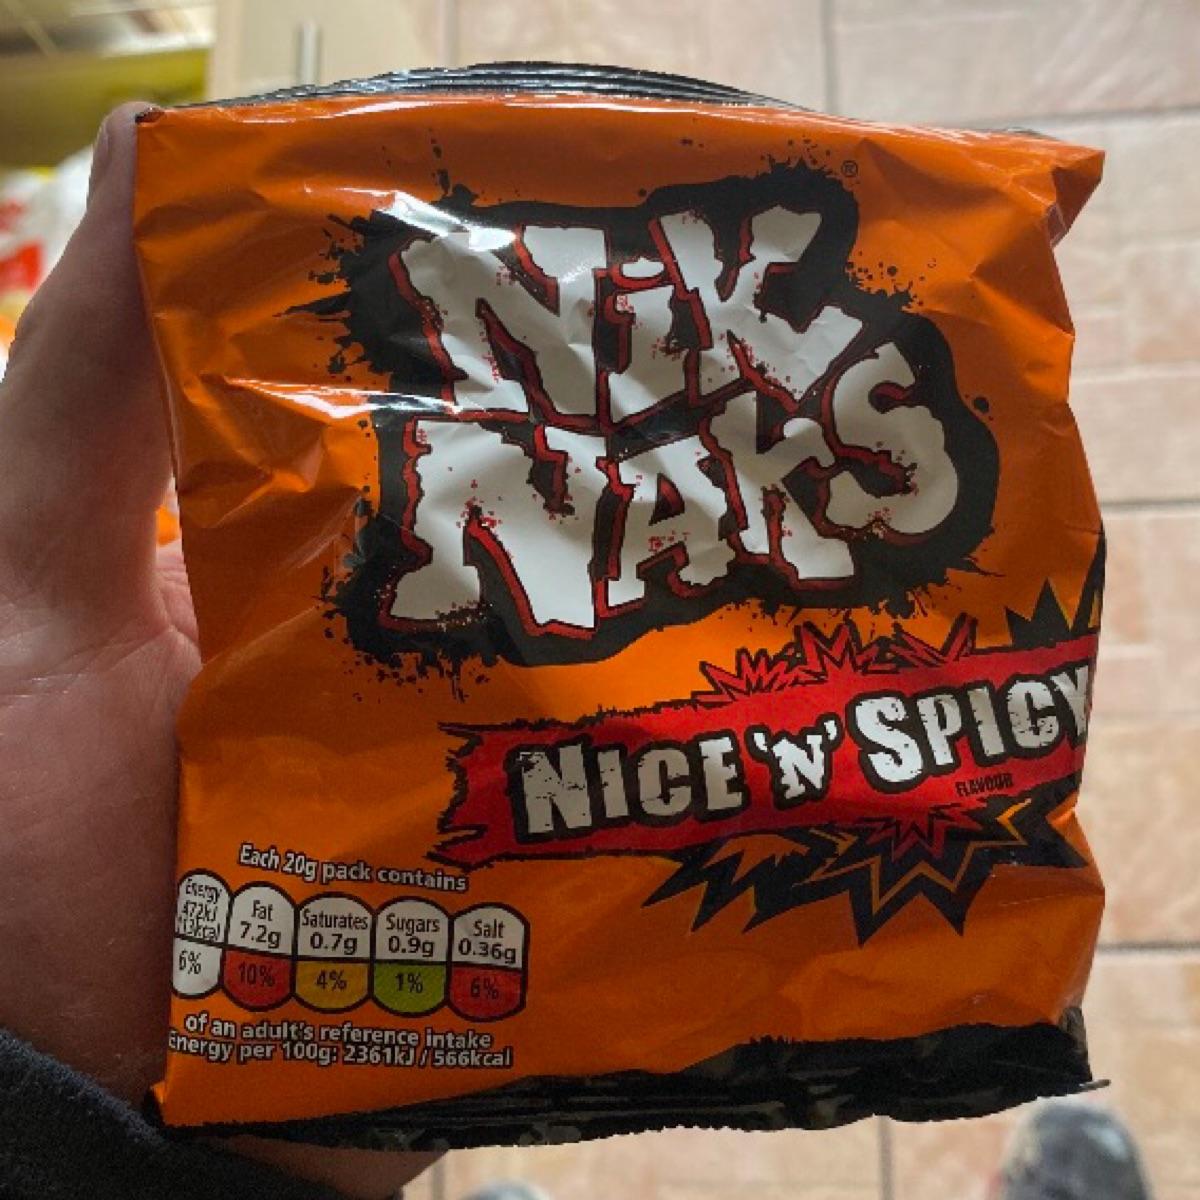 NiK
NAKS
®
NICE 'N' SPICY
FLAVOUR
Each 20g pack contains
Energy
472kJ
113kcal
6%
Fat
7.2g
10%
Saturates
0.7g
4%
Sugars
0.9g
1%
Salt
0.36g
6%
of an adult's reference intake
Energy per 100g: 2361kJ / 566kcal